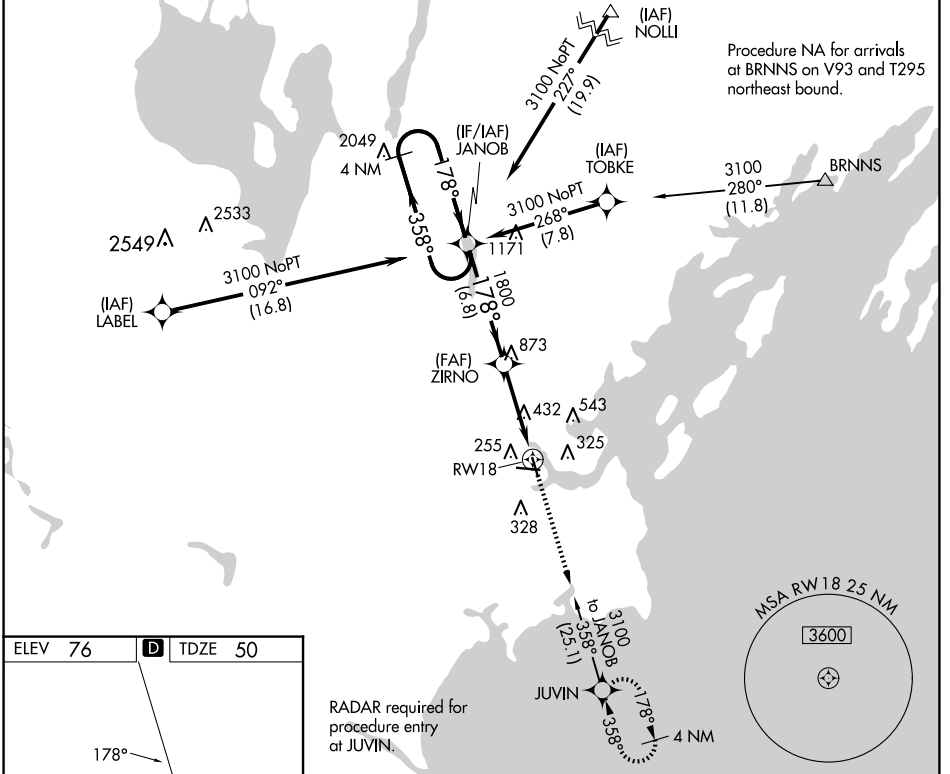 (IAF)
NOLLI
3100 NoPT
227°
(19.9)
Procedure NA for arrivals
at BRNNS on V93 and T295
northeast bound.
2049
4 NM
(IF/IAF)
JANOB
178°
358°
(IAF)
TOBKE
3100 NoPT
268°
(7.8)
1171
3100
280°
(11.8)
BRNNS
2533
2549
3100 NoPT
092°
(16.8)
(IAF)
LABEL
1800
178°
(6.8)
(FAF)
ZIRNO
873
432
543
255
325
RW18
328
3100
to JANOB
358°
(25.1)
JUVIN
178°
358°
4 NM
MSA RW18 25 NM
3600
RADAR required for
procedure entry
at JUVIN.
ELEV 76 D TDZE 50
178°